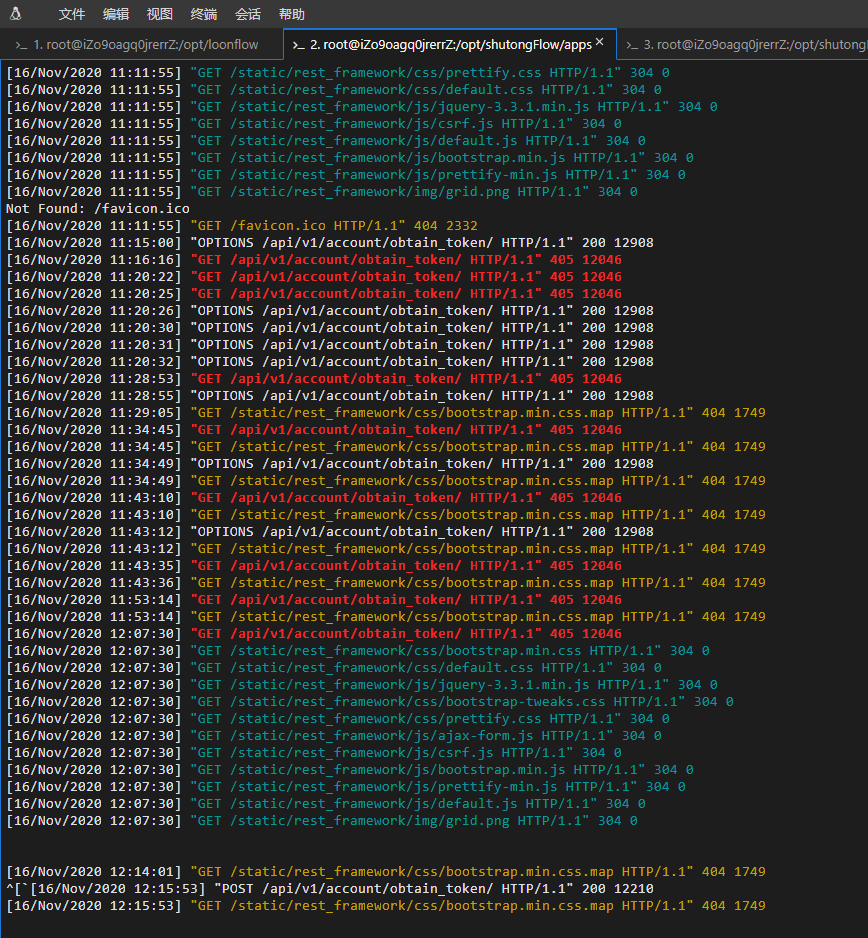 文件 编辑 视图 终端 会话 帮助
>_ 1. root@iZo9oagq0jrerrZ:/opt/loonflow >_ 2. root@iZo9oagq0jrerrZ:/opt/shutongFlow/apps × >_ 3. root@iZo9oagq0jrerrZ:/opt/shutong
[16/Nov/2020 11:11:55] "GET /static/rest_framework/css/prettify.css HTTP/1.1" 304 0
[16/Nov/2020 11:11:55] "GET /static/rest_framework/css/default.css HTTP/1.1" 304 0
[16/Nov/2020 11:11:55] "GET /static/rest_framework/js/jquery-3.3.1.min.js HTTP/1.1" 304 0
[16/Nov/2020 11:11:55] "GET /static/rest_framework/js/csrf.js HTTP/1.1" 304 0
[16/Nov/2020 11:11:55] "GET /static/rest_framework/js/default.js HTTP/1.1" 304 0
[16/Nov/2020 11:11:55] "GET /static/rest_framework/js/bootstrap.min.js HTTP/1.1" 304 0
[16/Nov/2020 11:11:55] "GET /static/rest_framework/js/prettify-min.js HTTP/1.1" 304 0
[16/Nov/2020 11:11:55] "GET /static/rest_framework/img/grid.png HTTP/1.1" 304 0
Not Found: /favicon.ico
[16/Nov/2020 11:11:55] "GET /favicon.ico HTTP/1.1" 404 2332
[16/Nov/2020 11:15:00] "OPTIONS /api/v1/account/obtain_token/ HTTP/1.1" 200 12908
[16/Nov/2020 11:16:16] "GET /api/v1/account/obtain_token/ HTTP/1.1" 405 12046
[16/Nov/2020 11:20:22] "GET /api/v1/account/obtain_token/ HTTP/1.1" 405 12046
[16/Nov/2020 11:20:25] "GET /api/v1/account/obtain_token/ HTTP/1.1" 405 12046
[16/Nov/2020 11:20:26] "OPTIONS /api/v1/account/obtain_token/ HTTP/1.1" 200 12908
[16/Nov/2020 11:20:30] "OPTIONS /api/v1/account/obtain_token/ HTTP/1.1" 200 12908
[16/Nov/2020 11:20:31] "OPTIONS /api/v1/account/obtain_token/ HTTP/1.1" 200 12908
[16/Nov/2020 11:20:32] "OPTIONS /api/v1/account/obtain_token/ HTTP/1.1" 200 12908
[16/Nov/2020 11:28:53] "GET /api/v1/account/obtain_token/ HTTP/1.1" 405 12046
[16/Nov/2020 11:28:55] "OPTIONS /api/v1/account/obtain_token/ HTTP/1.1" 200 12908
[16/Nov/2020 11:29:05] "GET /static/rest_framework/css/bootstrap.min.css.map HTTP/1.1" 404 1749
[16/Nov/2020 11:34:45] "GET /api/v1/account/obtain_token/ HTTP/1.1" 405 12046
[16/Nov/2020 11:34:45] "GET /static/rest_framework/css/bootstrap.min.css.map HTTP/1.1" 404 1749
[16/Nov/2020 11:34:49] "OPTIONS /api/v1/account/obtain_token/ HTTP/1.1" 200 12908
[16/Nov/2020 11:34:49] "GET /static/rest_framework/css/bootstrap.min.css.map HTTP/1.1" 404 1749
[16/Nov/2020 11:43:10] "GET /api/v1/account/obtain_token/ HTTP/1.1" 405 12046
[16/Nov/2020 11:43:10] "GET /static/rest_framework/css/bootstrap.min.css.map HTTP/1.1" 404 1749
[16/Nov/2020 11:43:12] "OPTIONS /api/v1/account/obtain_token/ HTTP/1.1" 200 12908
[16/Nov/2020 11:43:12] "GET /static/rest_framework/css/bootstrap.min.css.map HTTP/1.1" 404 1749
[16/Nov/2020 11:43:35] "GET /api/v1/account/obtain_token/ HTTP/1.1" 405 12046
[16/Nov/2020 11:43:36] "GET /static/rest_framework/css/bootstrap.min.css.map HTTP/1.1" 404 1749
[16/Nov/2020 11:53:14] "GET /api/v1/account/obtain_token/ HTTP/1.1" 405 12046
[16/Nov/2020 11:53:14] "GET /static/rest_framework/css/bootstrap.min.css.map HTTP/1.1" 404 1749
[16/Nov/2020 12:07:30] "GET /api/v1/account/obtain_token/ HTTP/1.1" 405 12046
[16/Nov/2020 12:07:30] "GET /static/rest_framework/css/bootstrap.min.css HTTP/1.1" 304 0
[16/Nov/2020 12:07:30] "GET /static/rest_framework/css/default.css HTTP/1.1" 304 0
[16/Nov/2020 12:07:30] "GET /static/rest_framework/js/jquery-3.3.1.min.js HTTP/1.1" 304 0
[16/Nov/2020 12:07:30] "GET /static/rest_framework/css/bootstrap-tweaks.css HTTP/1.1" 304 0
[16/Nov/2020 12:07:30] "GET /static/rest_framework/css/prettify.css HTTP/1.1" 304 0
[16/Nov/2020 12:07:30] "GET /static/rest_framework/js/ajax-form.js HTTP/1.1" 304 0
[16/Nov/2020 12:07:30] "GET /static/rest_framework/js/csrf.js HTTP/1.1" 304 0
[16/Nov/2020 12:07:30] "GET /static/rest_framework/js/bootstrap.min.js HTTP/1.1" 304 0
[16/Nov/2020 12:07:30] "GET /static/rest_framework/js/prettify-min.js HTTP/1.1" 304 0
[16/Nov/2020 12:07:30] "GET /static/rest_framework/js/default.js HTTP/1.1" 304 0
[16/Nov/2020 12:07:30] "GET /static/rest_framework/img/grid.png HTTP/1.1" 304 0
[16/Nov/2020 12:14:01] "GET /static/rest_framework/css/bootstrap.min.css.map HTTP/1.1" 404 1749
^[`[16/Nov/2020 12:15:53] "POST /api/v1/account/obtain_token/ HTTP/1.1" 200 12210
[16/Nov/2020 12:15:53] "GET /static/rest_framework/css/bootstrap.min.css.map HTTP/1.1" 404 1749